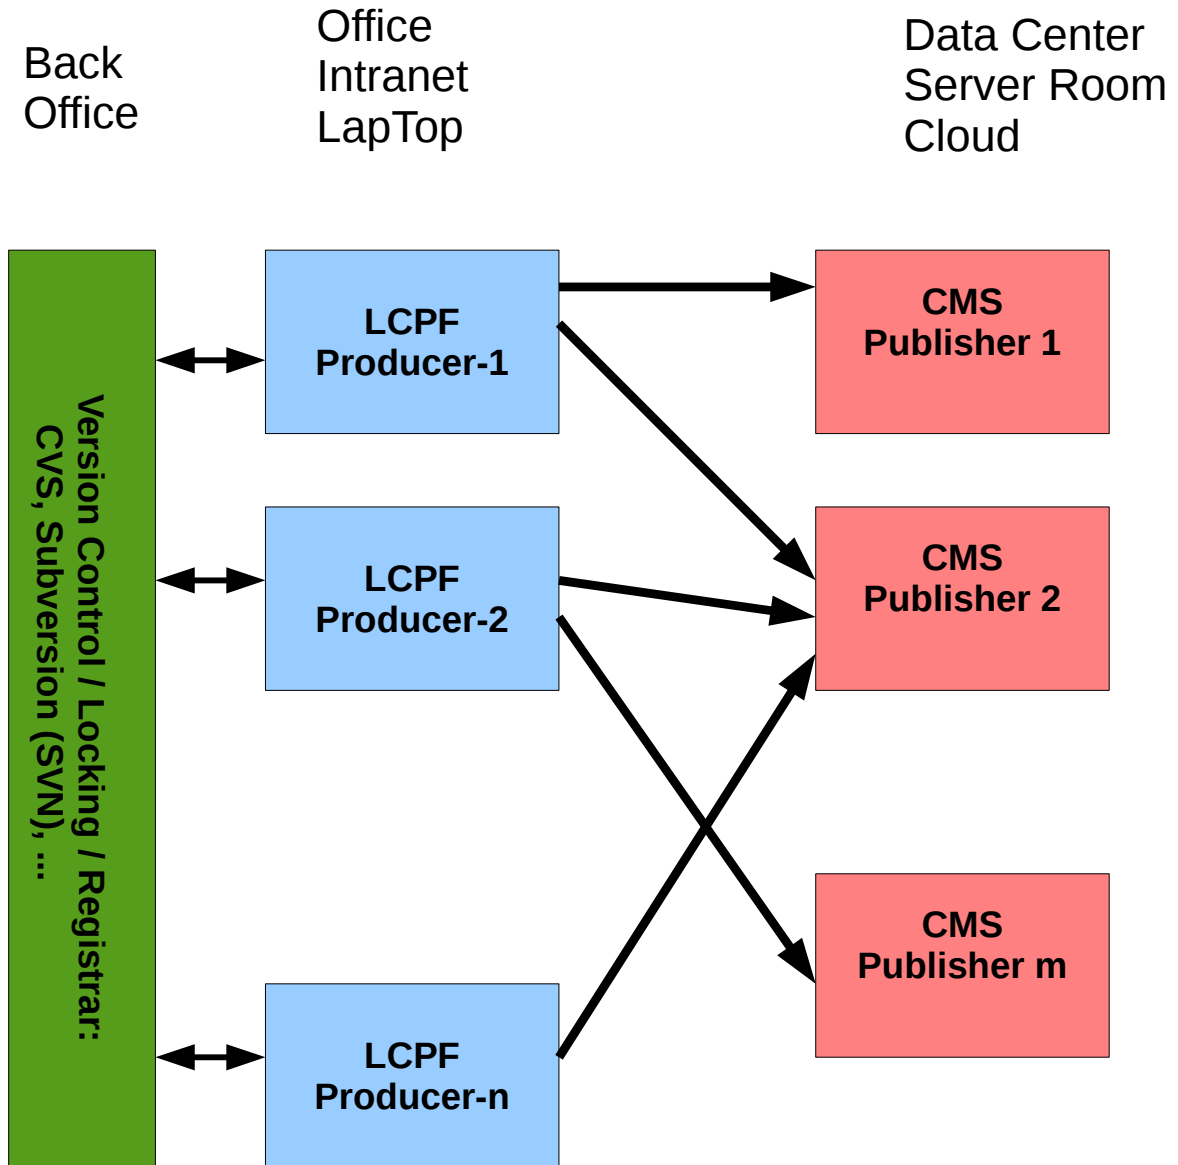 Back
Office
Office
Intranet
LapTop
Data Center
Server Room
Cloud
Version Control / Locking / Registrar:
CVS, Subversion (SVN), ...
LCPF
Producer-1
CMS
Publisher 1
LCPF
Producer-2
CMS
Publisher 2
CMS
Publisher m
LCPF
Producer-n